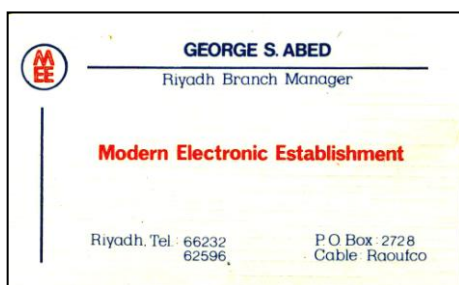 MEE
GEORGE S. ABED
Riyadh Branch Manager
Modern Electronic Establishment
Riyadh, Tel.: 66232
62596
P.O Box: 2728
Cable: Raoufco